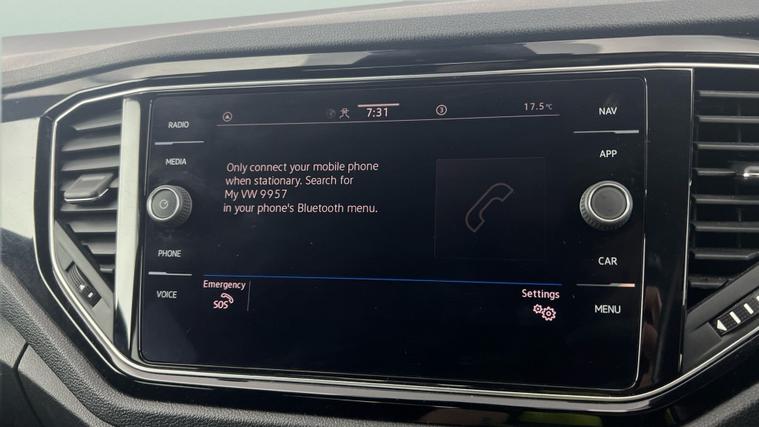 RADIO
MEDIA
PHONE
VOICE
7:31
3
17.5°C
Only connect your mobile phone
when stationary. Search for
My VW 9957
in your phone's Bluetooth menu.
Emergency
SOS
Settings
NAV
APP
CAR
MENU